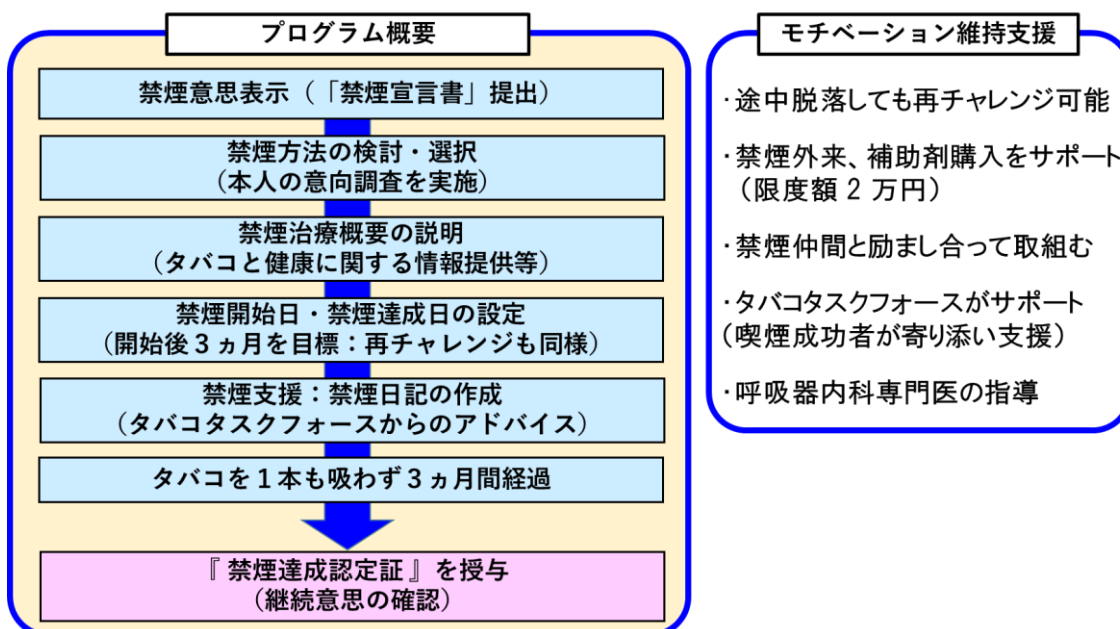 プログラム概要
禁煙意思表示（「禁煙宣言書」提出）
禁煙方法の検討・選択
（本人の意向調査を実施）
禁煙治療概要の説明
（タバコと健康に関する情報提供等）
禁煙開始日・禁煙達成日の設定
（開始後３ヵ月を目標：再チャレンジも同様）
禁煙支援：禁煙日記の作成
（タバコタスクフォースからのアドバイス）
タバコを１本も吸わず３ヵ月間経過
『 禁煙達成認定証 』を授与
（継続意思の確認）
モチベーション維持支援
・途中脱落しても再チャレンジ可能
・禁煙外来、補助剤購入をサポート
（限度額 2 万円）
・禁煙仲間と励まし合って取組む
・タバコタスクフォースがサポート
（喫煙成功者が寄り添い支援）
・呼吸器内科専門医の指導